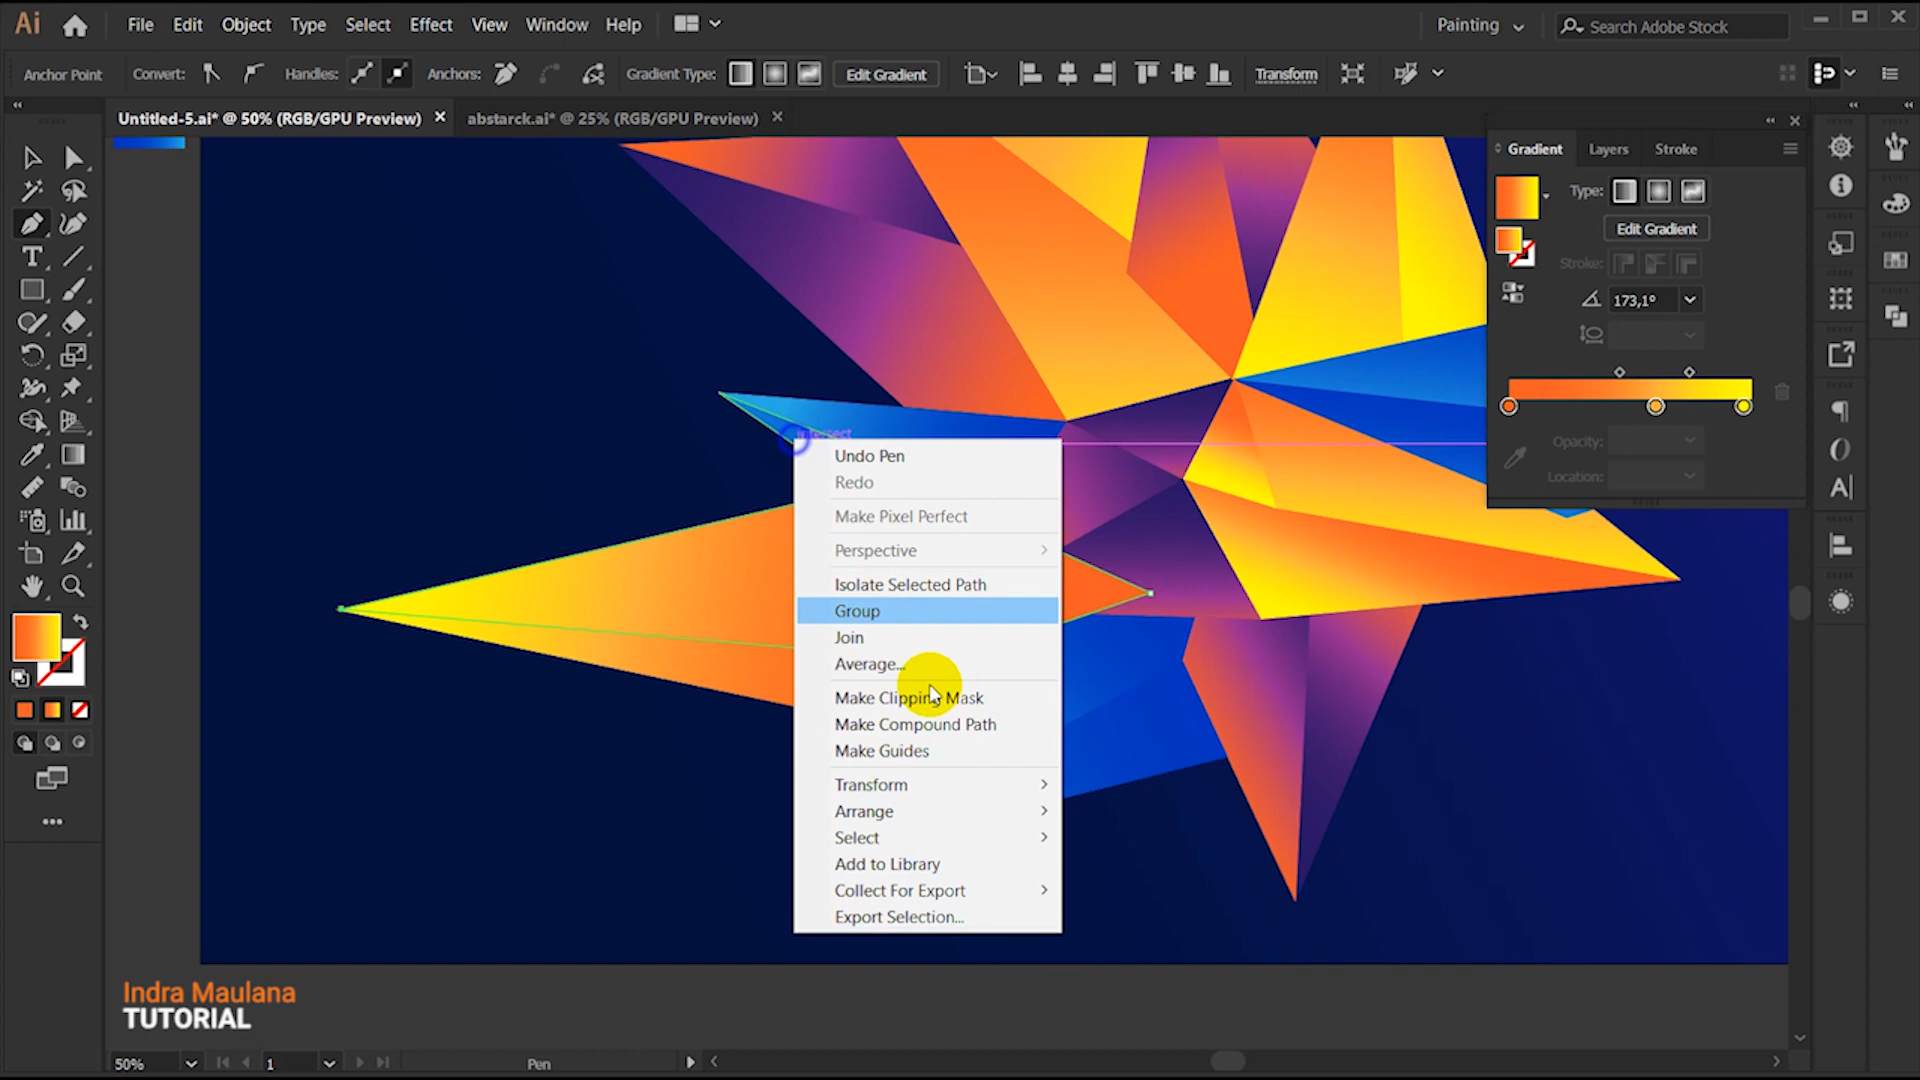 Ai File Edit Object Type Select Effect View Window Help Painting Search Adobe Stock
Anchor Point Convert: Handles: Anchors: Gradient Type: Edit Gradient Transform
Untitled-5.ai* @ 50% (RGB/GPU Preview) abstarck.ai* @ 25% (RGB/GPU Preview)
Gradient Layers Stroke
Type:
Edit Gradient
Stroke:
173,1°
Opacity:
Location:
intersect
Undo Pen
Redo
Make Pixel Perfect
Perspective
Isolate Selected Path
Group
Join
Average...
Make Clipping Mask
Make Compound Path
Make Guides
Transform
Arrange
Select
Add to Library
Collect For Export
Export Selection...
Indra Maulana
TUTORIAL
50% 1 Pen